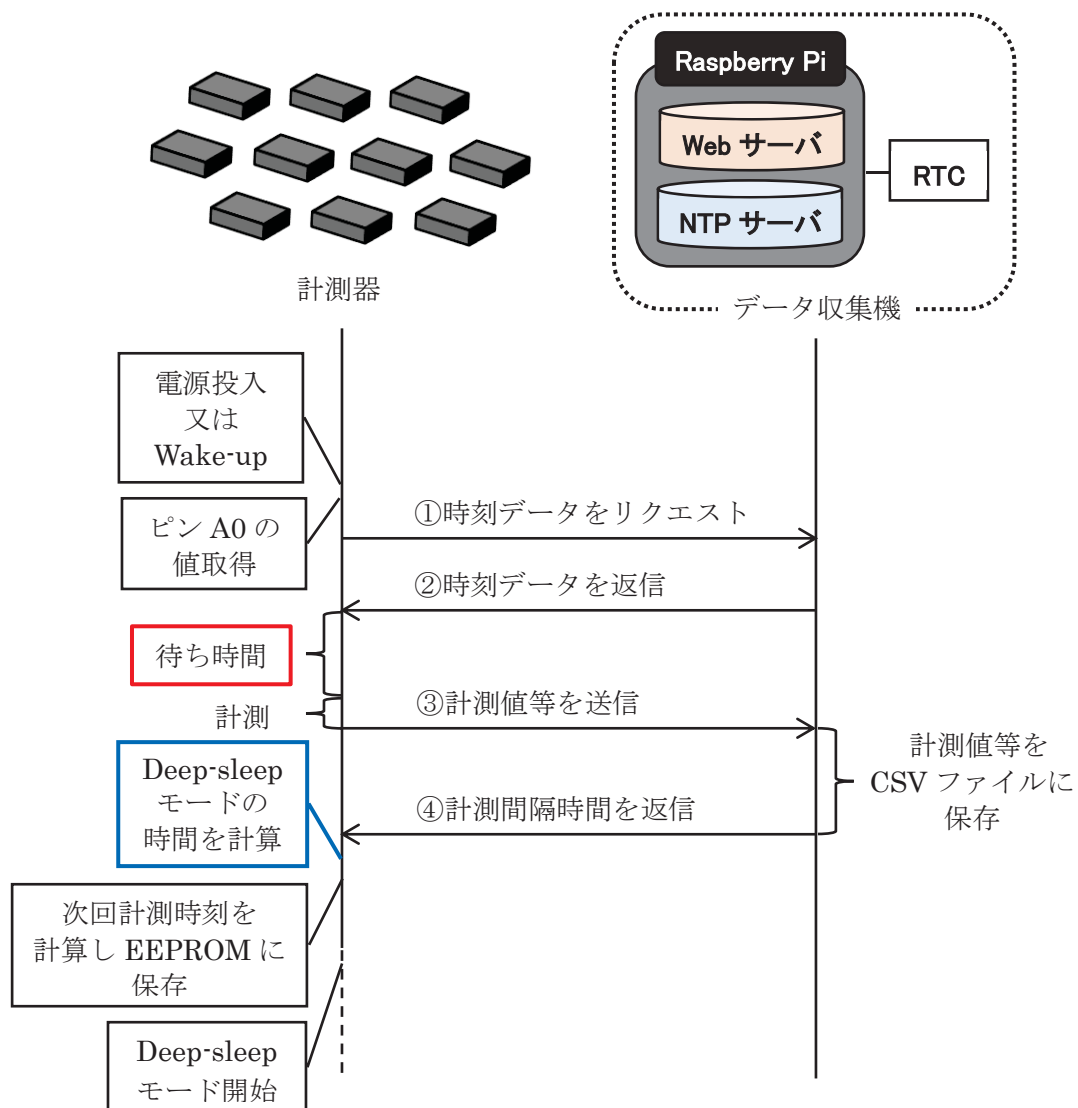 Raspberry Pi
Web サーバ
NTP サーバ
RTC
計測器
データ収集機
電源投入
又は
Wake-up
ピン A0 の
値取得
①時刻データをリクエスト
②時刻データを返信
待ち時間
計測
③計測値等を送信
Deep-sleep
モードの
時間を計算
④計測間隔時間を返信
計測値等を
CSV ファイルに
保存
次回計測時刻を
計算し EEPROM に
保存
Deep-sleep
モード開始